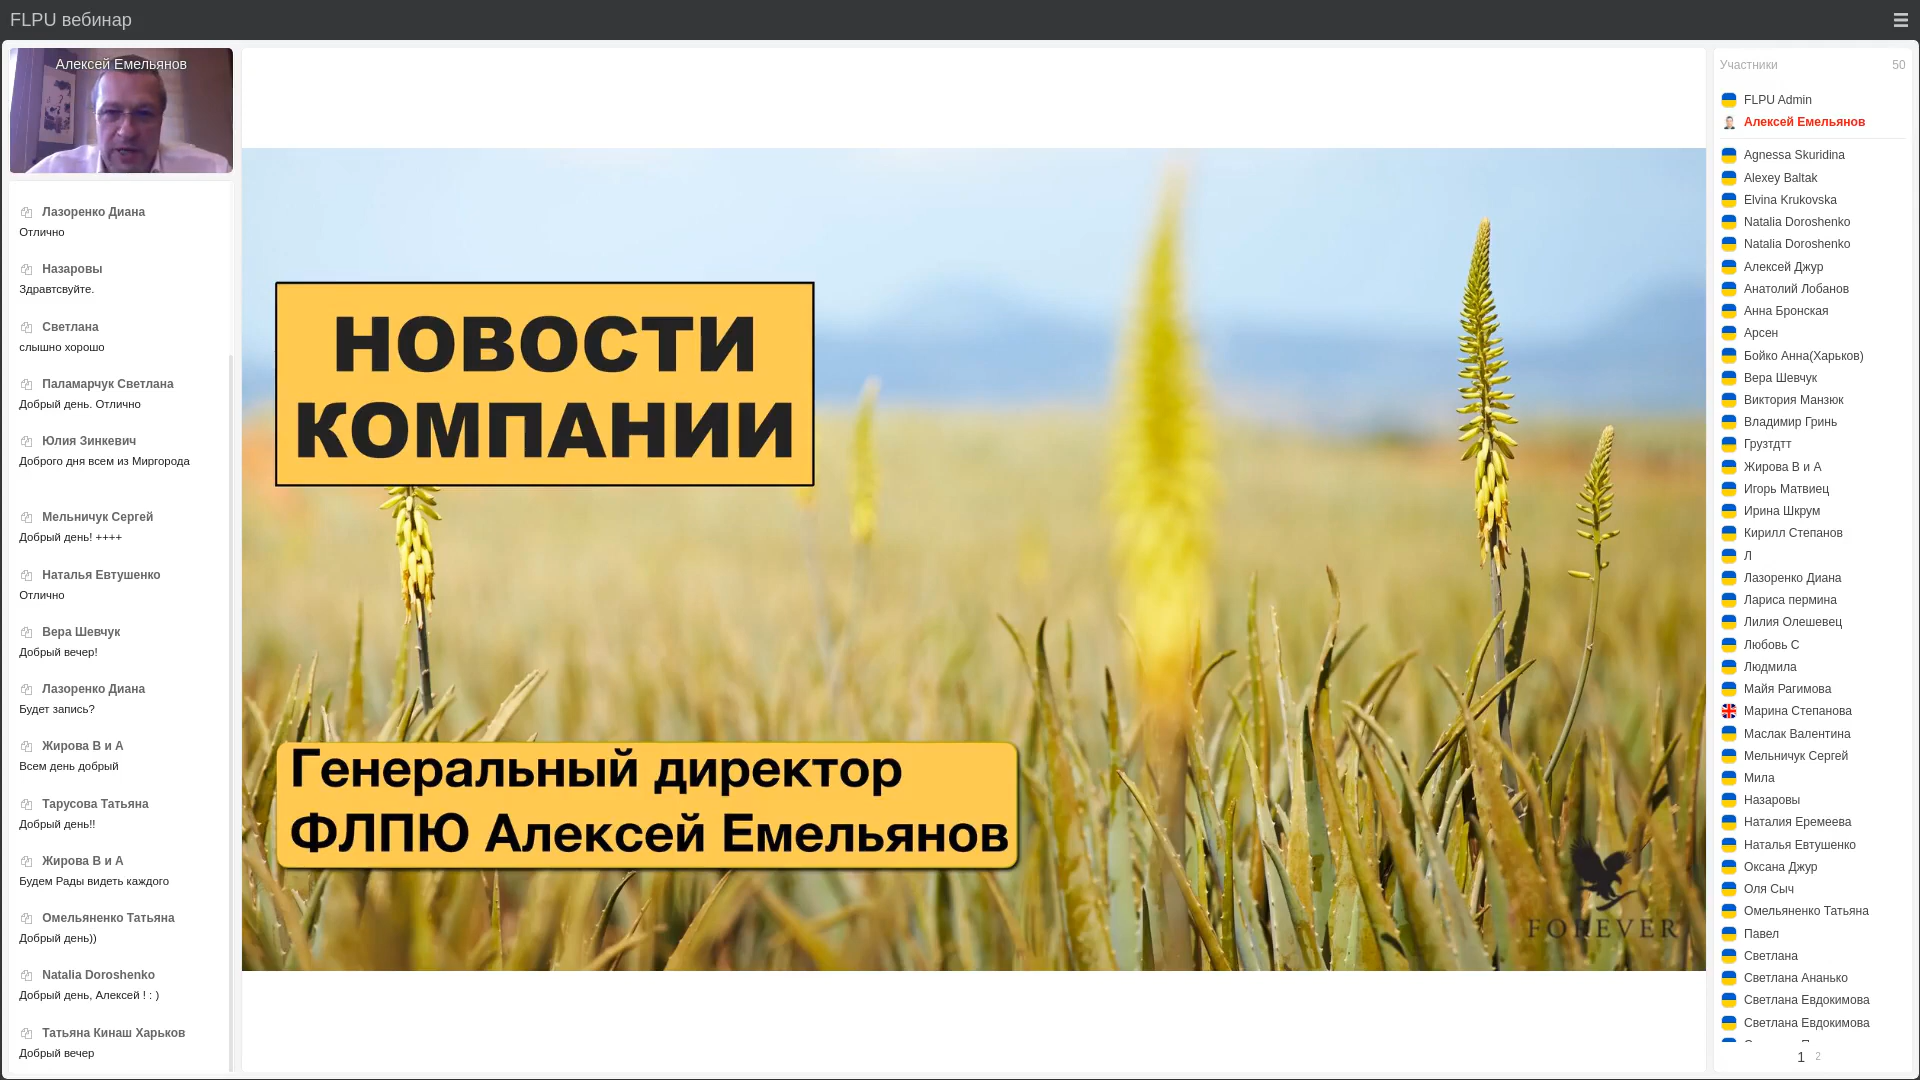 FLPU вебинар
Алексей Емельянов
Лазоренко Диана
Отлично
Назаровы
Здравтсвуйте.
Светлана
слышно хорошо
Паламарчук Светлана
Добрый день. Отлично
Юлия Зинкевич
Доброго дня всем из Миргорода
Мельничук Сергей
Добрый день! ++++
Наталья Евтушенко
Отлично
Вера Шевчук
Добрый вечер!
Лазоренко Диана
Будет запись?
Жирова В и А
Всем день добрый
Тарусова Татьяна
Добрый день!!
Жирова В и А
Будем Рады видеть каждого
Омельяненко Татьяна
Добрый день))
Natalia Doroshenko
Добрый день, Алексей ! : )
Татьяна Кинаш Харьков
Добрый вечер
НОВОСТИ
КОМПАНИИ
Генеральный директор
ФЛПЮ Алексей Емельянов
FOREVER
Участники 50
FLPU Admin
Алексей Емельянов
Agnessa Skuridina
Alexey Baltak
Elvina Krukovska
Natalia Doroshenko
Natalia Doroshenko
Алексей Джур
Анатолий Лобанов
Анна Бронская
Арсен
Бойко Анна(Харьков)
Вера Шевчук
Виктория Манзюк
Владимир Гринь
Груздтт
Жирова В и А
Игорь Матвиец
Ирина Шкрум
Кирилл Степанов
Л
Лазоренко Диана
Лариса пермина
Лилия Олешевец
Любовь С
Людмила
Майя Рагимова
Марина Степанова
Маслак Валентина
Мельничук Сергей
Мила
Назаровы
Наталия Еремеева
Наталья Евтушенко
Оксана Джур
Оля Сыч
Омельяненко Татьяна
Павел
Светлана
Светлана Ананько
Светлана Евдокимова
Светлана Евдокимова
1 2